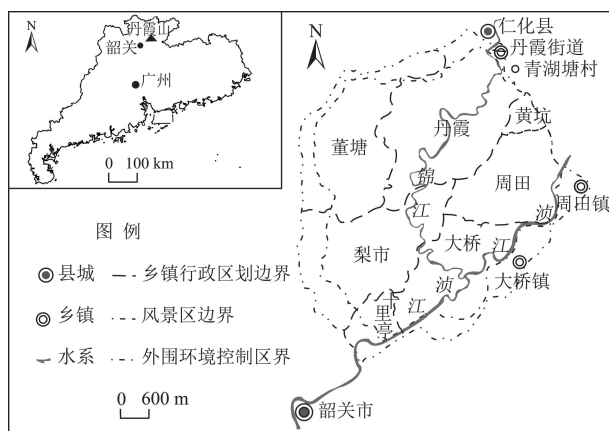 N
丹霞山
韶关
广州
0 100 km
图 例
县城
乡镇行政区划边界
乡镇
风景区边界
水系
外围环境控制区界
0 600 m
N
仁化县
丹霞街道
青湖塘村
丹霞
黄坑
董塘
锦
江
周田
浈
江
周田镇
梨市
大桥
大桥镇
浈
江
十
里
亭
韶关市